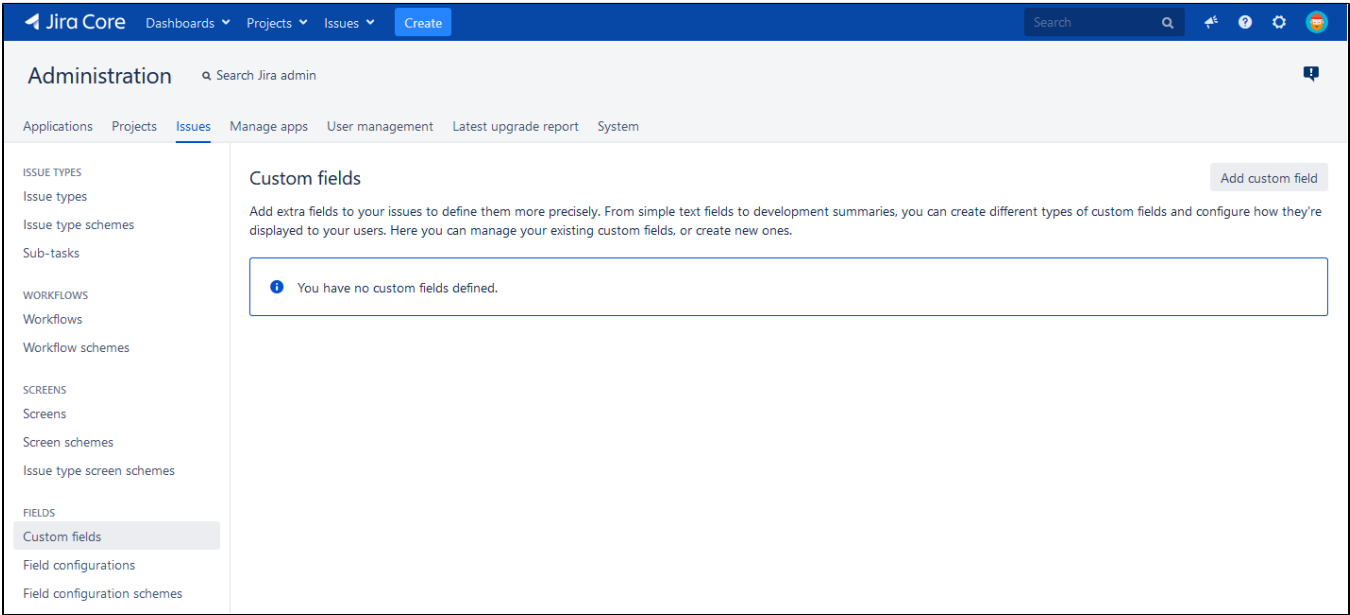 Jira Core Dashboards Projects Issues Create Search
Administration Search Jira admin
Applications Projects Issues Manage apps User management Latest upgrade report System
ISSUE TYPES
Issue types
Issue type schemes
Sub-tasks
WORKFLOWS
Workflows
Workflow schemes
SCREENS
Screens
Screen schemes
Issue type screen schemes
FIELDS
Custom fields
Field configurations
Field configuration schemes
Custom fields Add custom field
Add extra fields to your issues to define them more precisely. From simple text fields to development summaries, you can create different types of custom fields and configure how they're
displayed to your users. Here you can manage your existing custom fields, or create new ones.
You have no custom fields defined.